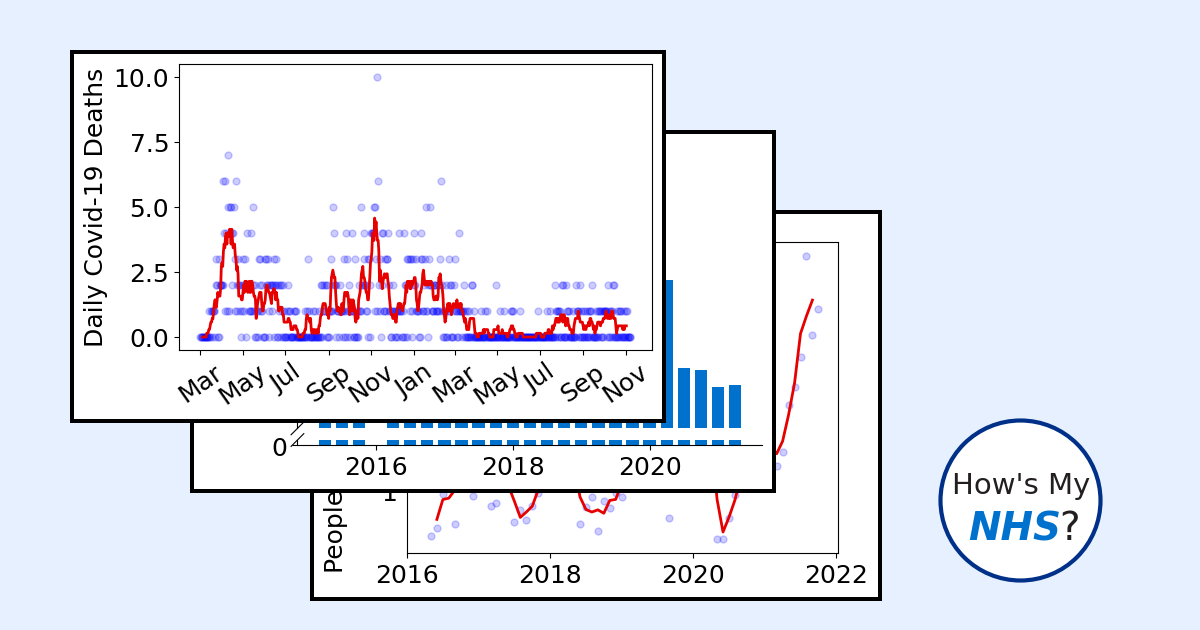 Daily Covid-19 Deaths
10.0
7.5
5.0
2.5
0.0
Mar May Jul Sep Nov Jan Mar May Jul Sep Nov
0
2016 2018 2020
People
2016 2018 2020 2022
How's My
NHS?